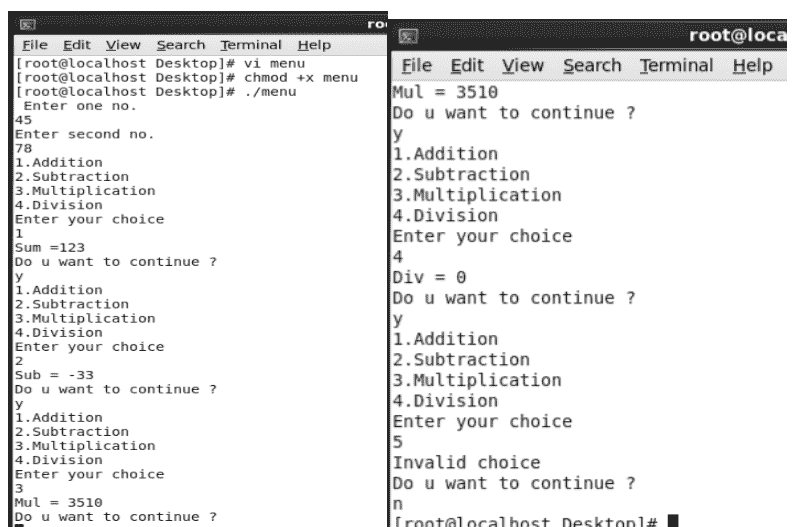 roo
File Edit View Search Terminal Help
[root@localhost Desktop]# vi menu
[root@localhost Desktop]# chmod +x menu
[root@localhost Desktop]# ./menu
Enter one no.
45
Enter second no.
78
1.Addition
2.Subtraction
3.Multiplication
4.Division
Enter your choice
1
Sum =123
Do u want to continue ?
y
1.Addition
2.Subtraction
3.Multiplication
4.Division
Enter your choice
2
Sub = -33
Do u want to continue ?
y
1.Addition
2.Subtraction
3.Multiplication
4.Division
Enter your choice
3
Mul = 3510
Do u want to continue ?
root@loca
File Edit View Search Terminal Help
Mul = 3510
Do u want to continue ?
y
1.Addition
2.Subtraction
3.Multiplication
4.Division
Enter your choice
4
Div = 0
Do u want to continue ?
y
1.Addition
2.Subtraction
3.Multiplication
4.Division
Enter your choice
5
Invalid choice
Do u want to continue ?
n
[root@localhost Desktop]#